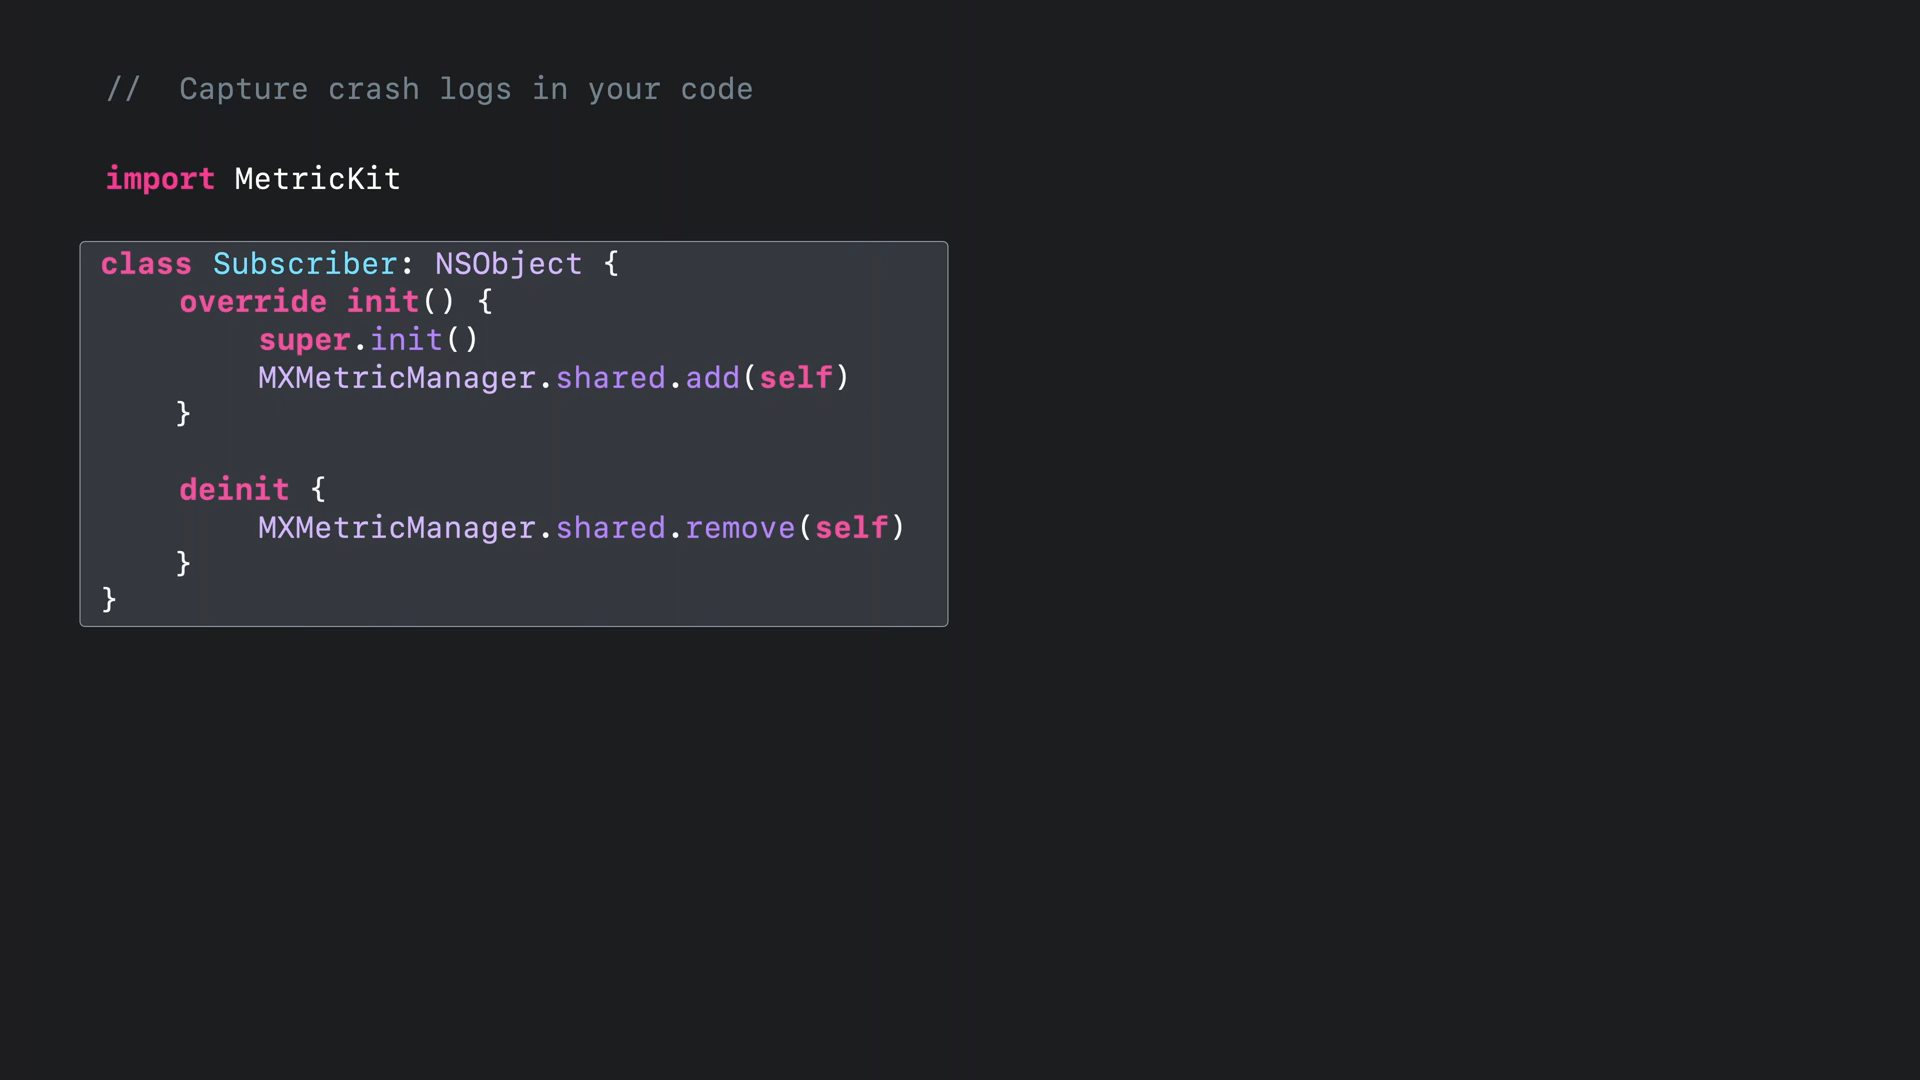 //  Capture crash logs in your code
import MetricKit
class Subscriber: NSObject {
override init() {
super.init()
MXMetricManager.shared.add(self)
}
deinit {
MXMetricManager.shared.remove(self)
}
}